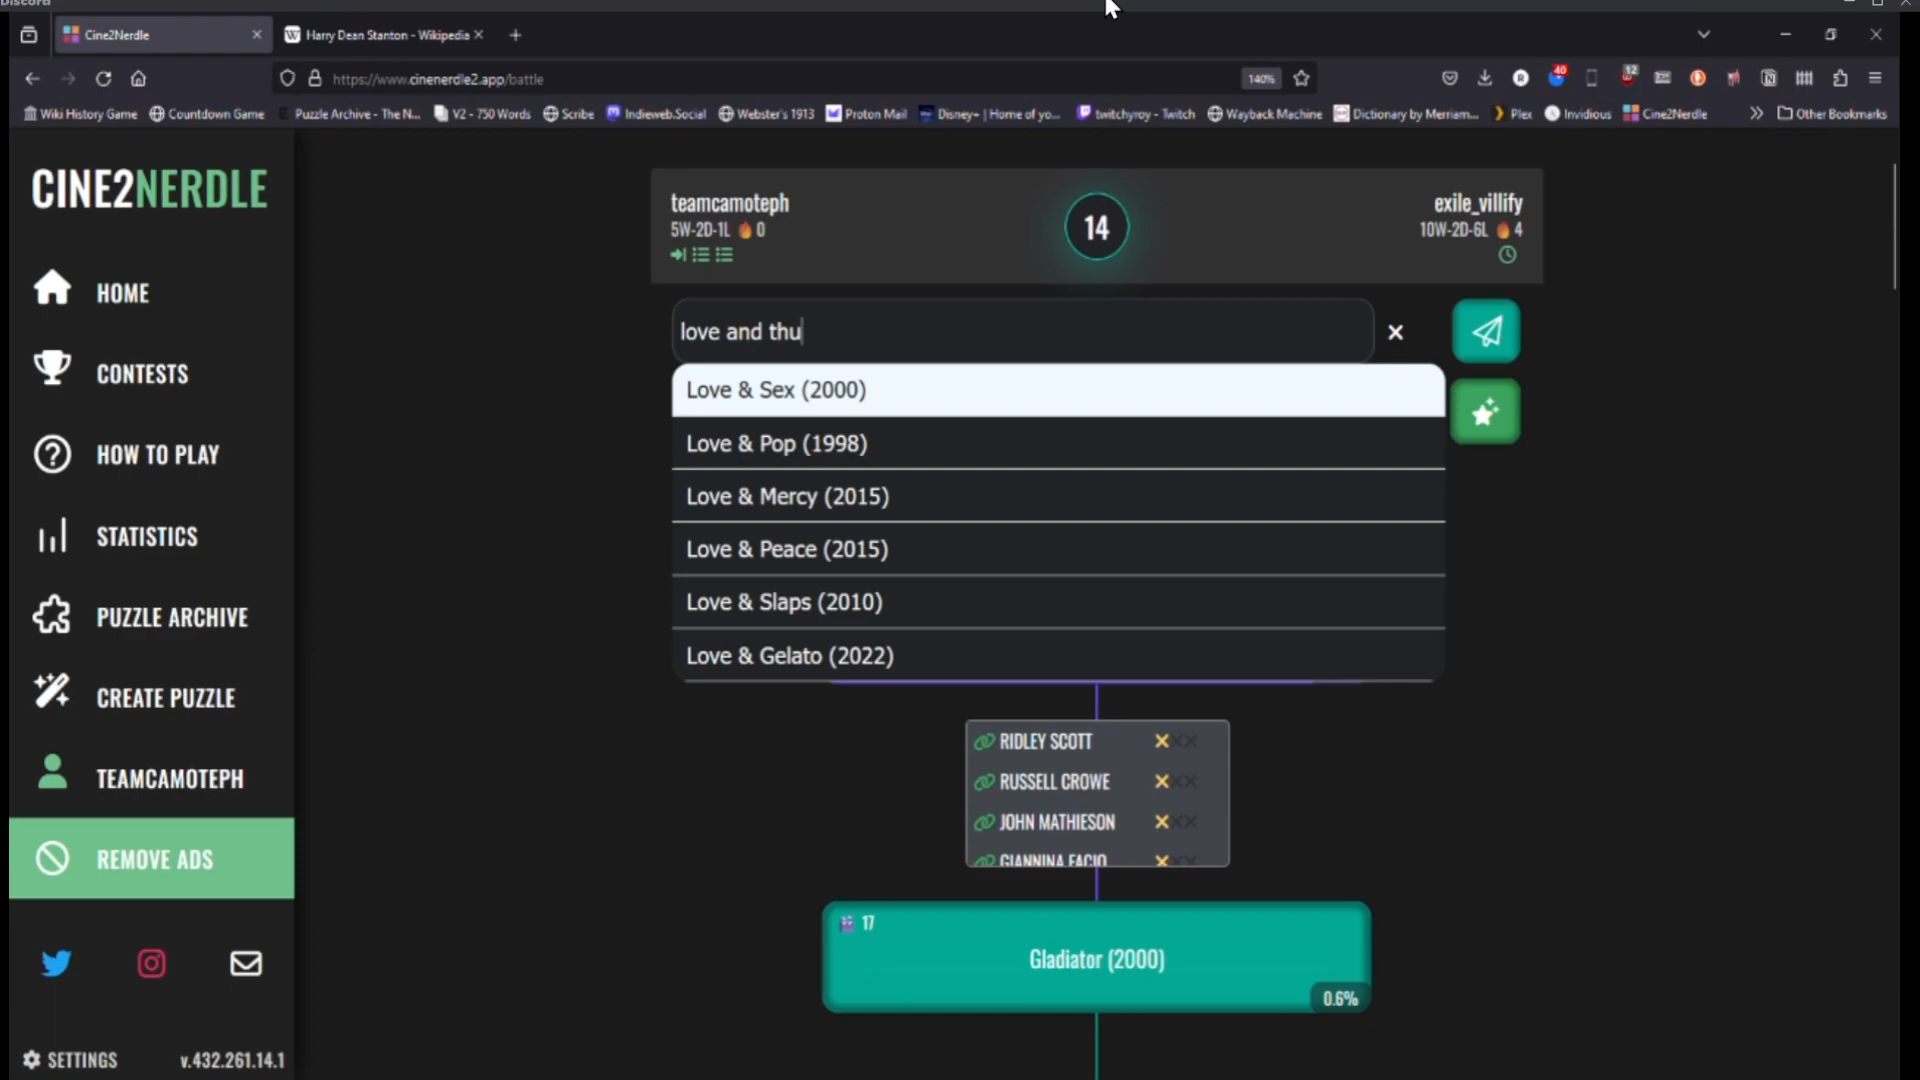 Discord
Cine2Nerdle
Harry Dean Stanton - Wikipedia
https://www.cinenerdle2.app/battle
140%
40
12
Wiki History Game
Countdown Game
Puzzle Archive - The N...
V2 - 750 Words
Scribe
Indieweb.Social
Webster's 1913
Proton Mail
Disney+ | Home of yo...
twitchyroy - Twitch
Wayback Machine
Dictionary by Merriam...
Plex
Invidious
Cine2Nerdle
Other Bookmarks
CINE2NERDLE
HOME
CONTESTS
HOW TO PLAY
STATISTICS
PUZZLE ARCHIVE
CREATE PUZZLE
TEAMCAMOTEPH
REMOVE ADS
SETTINGS
v.432.261.14.1
teamcamoteph
5W-2D-1L 0
14
exile_villify
10W-2D-6L 4
love and thu
Love & Sex (2000)
Love & Pop (1998)
Love & Mercy (2015)
Love & Peace (2015)
Love & Slaps (2010)
Love & Gelato (2022)
RIDLEY SCOTT
RUSSELL CROWE
JOHN MATHIESON
GIANNINA FACIO
17
Gladiator (2000)
0.6%